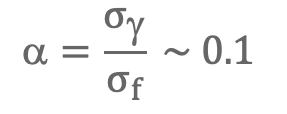 α = σγ / σf ~ 0.1